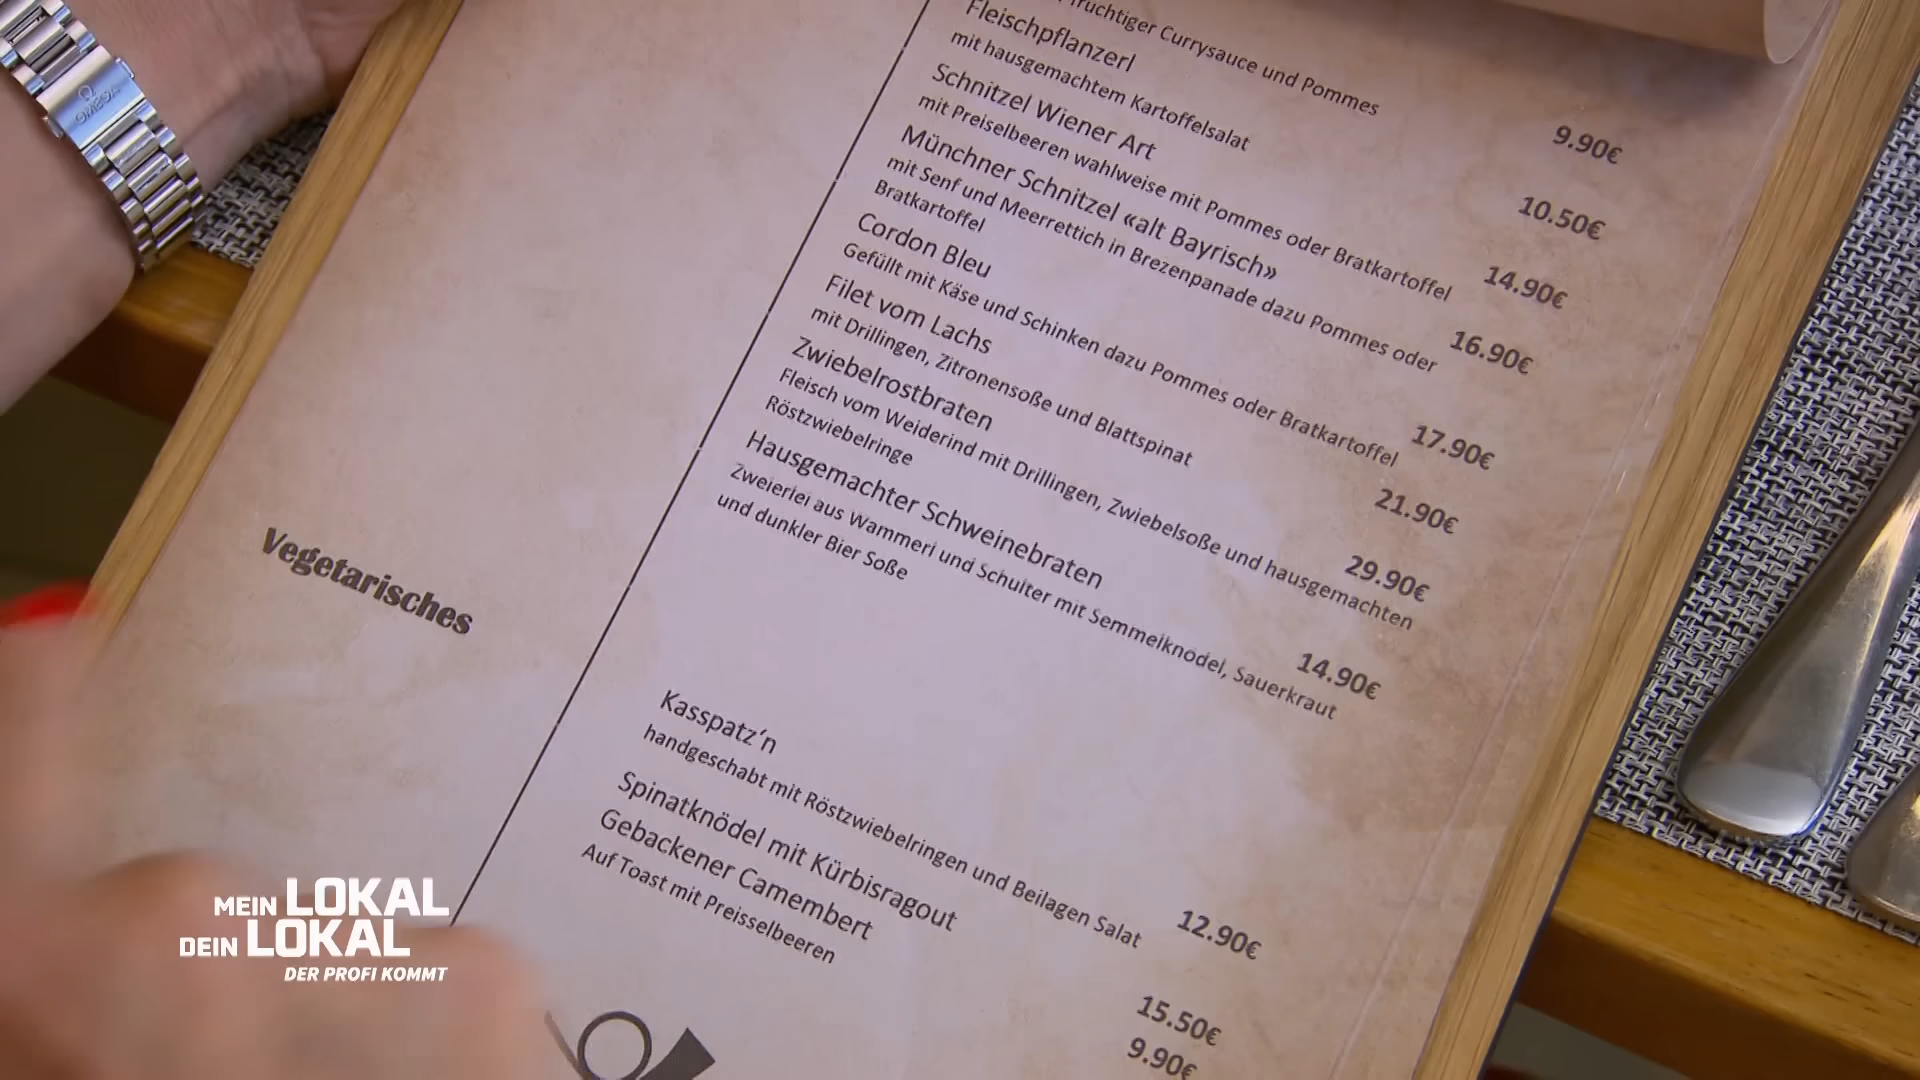 fruchtiger Currysauce und Pommes
9.90€
Fleischpflanzerl
mit hausgemachtem Kartoffelsalat
10.50€
Schnitzel Wiener Art
mit Preiselbeeren wahlweise mit Pommes oder Bratkartoffel
14.90€
Münchner Schnitzel «alt Bayrisch»
mit Senf und Meerrettich in Brezenpanade dazu Pommes oder
Bratkartoffel
16.90€
Cordon Bleu
Gefüllt mit Käse und Schinken dazu Pommes oder Bratkartoffel
17.90€
Filet vom Lachs
mit Drillingen, Zitronensoße und Blattspinat
21.90€
Zwiebelrostbraten
Fleisch vom Weiderind mit Drillingen, Zwiebelsoße und hausgemachten
Röstzwiebelringe
29.90€
Hausgemachter Schweinebraten
Zweierlei aus Wammerl und Schulter mit Semmelknödel, Sauerkraut
und dunkler Bier Soße
14.90€
Vegetarisches
Kasspatz'n
handgeschabt mit Röstzwiebelringen und Beilagen Salat
12.90€
Spinatknödel mit Kürbisragout
15.50€
Gebackener Camembert
Auf Toast mit Preisselbeeren
9.90€
MEIN LOKAL
DEIN LOKAL
DER PROFI KOMMT
Ω
OMEGA